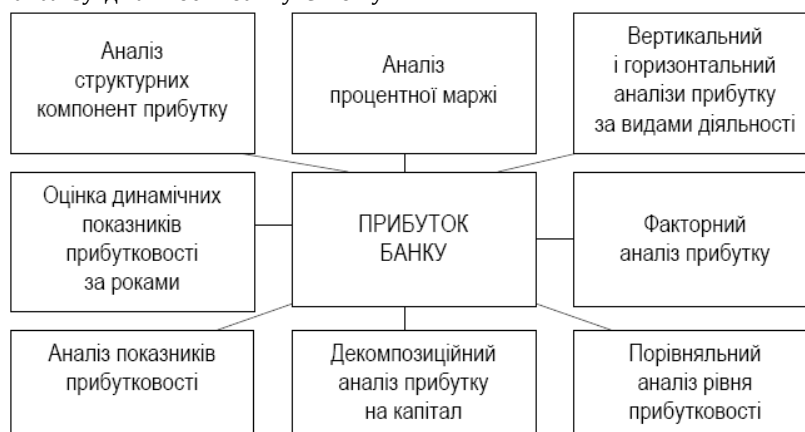 Аналіз
структурних
компонент прибутку
Аналіз
процентної маржі
Вертикальний
і горизонтальний
аналізи прибутку
за видами діяльності
Оцінка динамічних
показників
прибутковості
за роками
ПРИБУТОК
БАНКУ
Факторний
аналіз прибутку
Аналіз показників
прибутковості
Декомпозиційний
аналіз прибутку
на капітал
Порівняльний
аналіз рівня
прибутковості